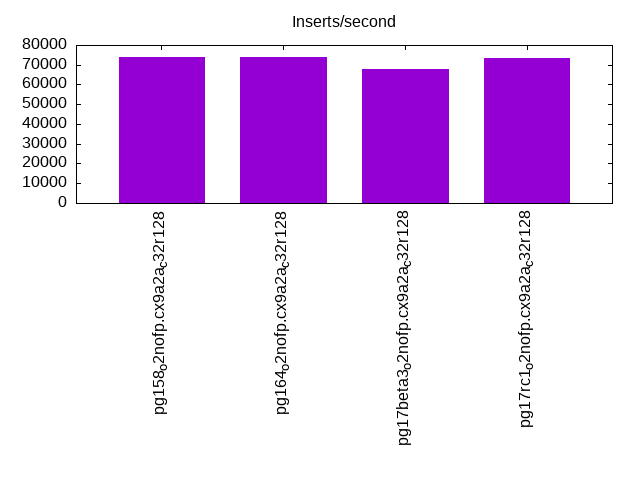 Inserts/second
80000
70000
60000
50000
40000
30000
20000
10000
0
pg158o2nofp.cx9a2ac32r128
pg164o2nofp.cx9a2ac32r128
pg17beta3o2nofp.cx9a2ac32r128
pg17rc1o2nofp.cx9a2ac32r128